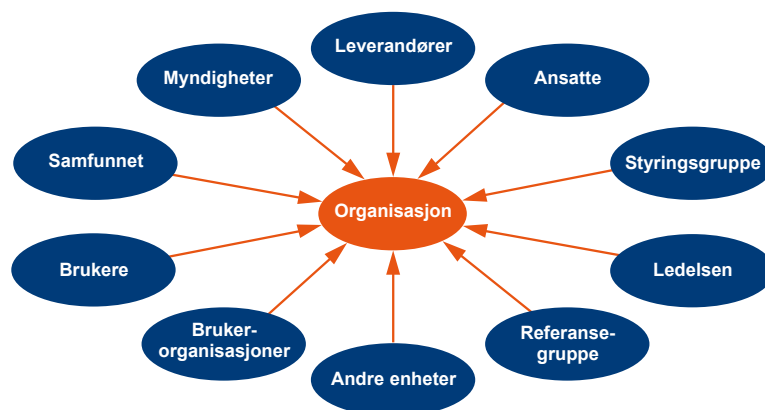 Leverandører
Myndigheter
Ansatte
Samfunnet
Styringsgruppe
Organisasjon
Brukere
Ledelsen
Bruker-
organisasjoner
Referanse-
gruppe
Andre enheter